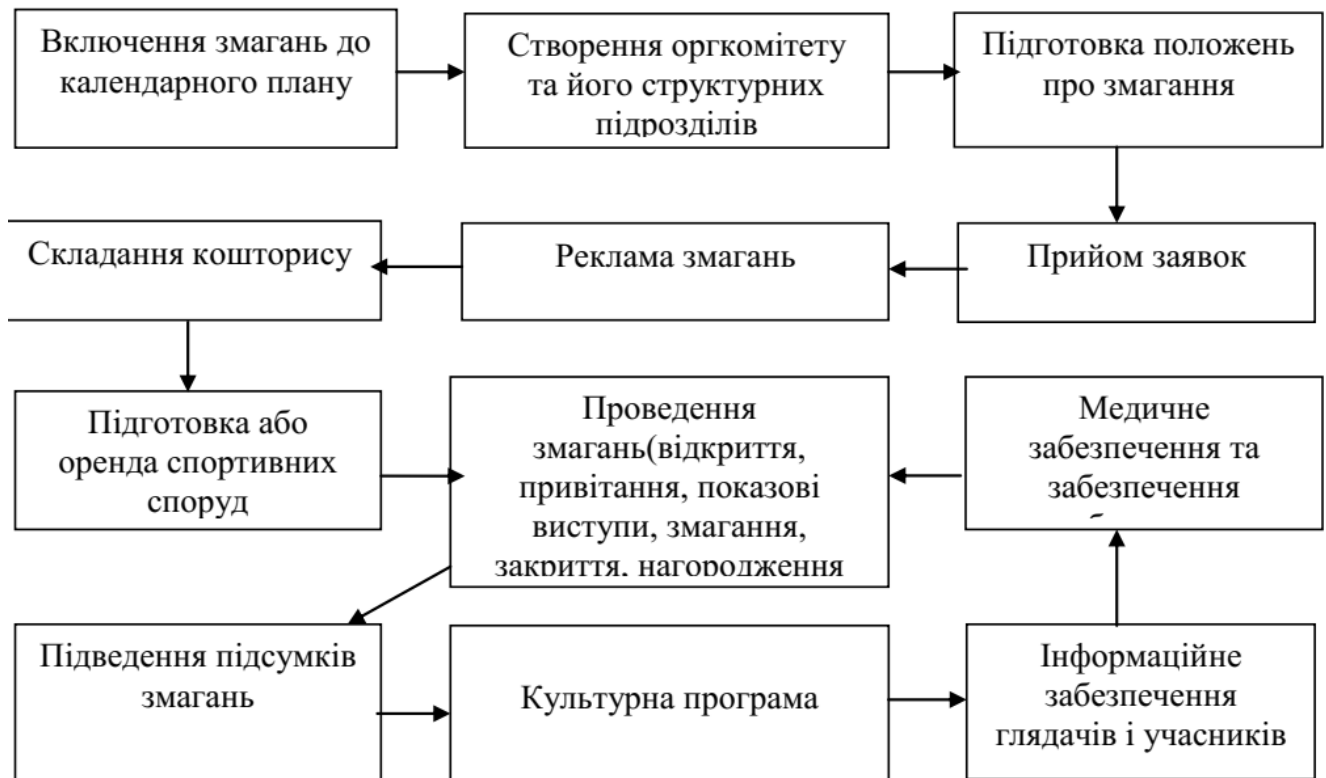 Включення змагань до
календарного плану
Створення оргкомітету
та його структурних
підрозділів
Підготовка положень
про змагання
Складання кошторису
Реклама змагань
Прийом заявок
Підготовка або
оренда спортивних
споруд
Проведення
змагань(відкриття,
привітання, показові
виступи, змагання,
закриття, нагородження
Медичне
забезпечення та
забезпечення
Підведення підсумків
змагань
Культурна програма
Інформаційне
забезпечення
глядачів і учасників